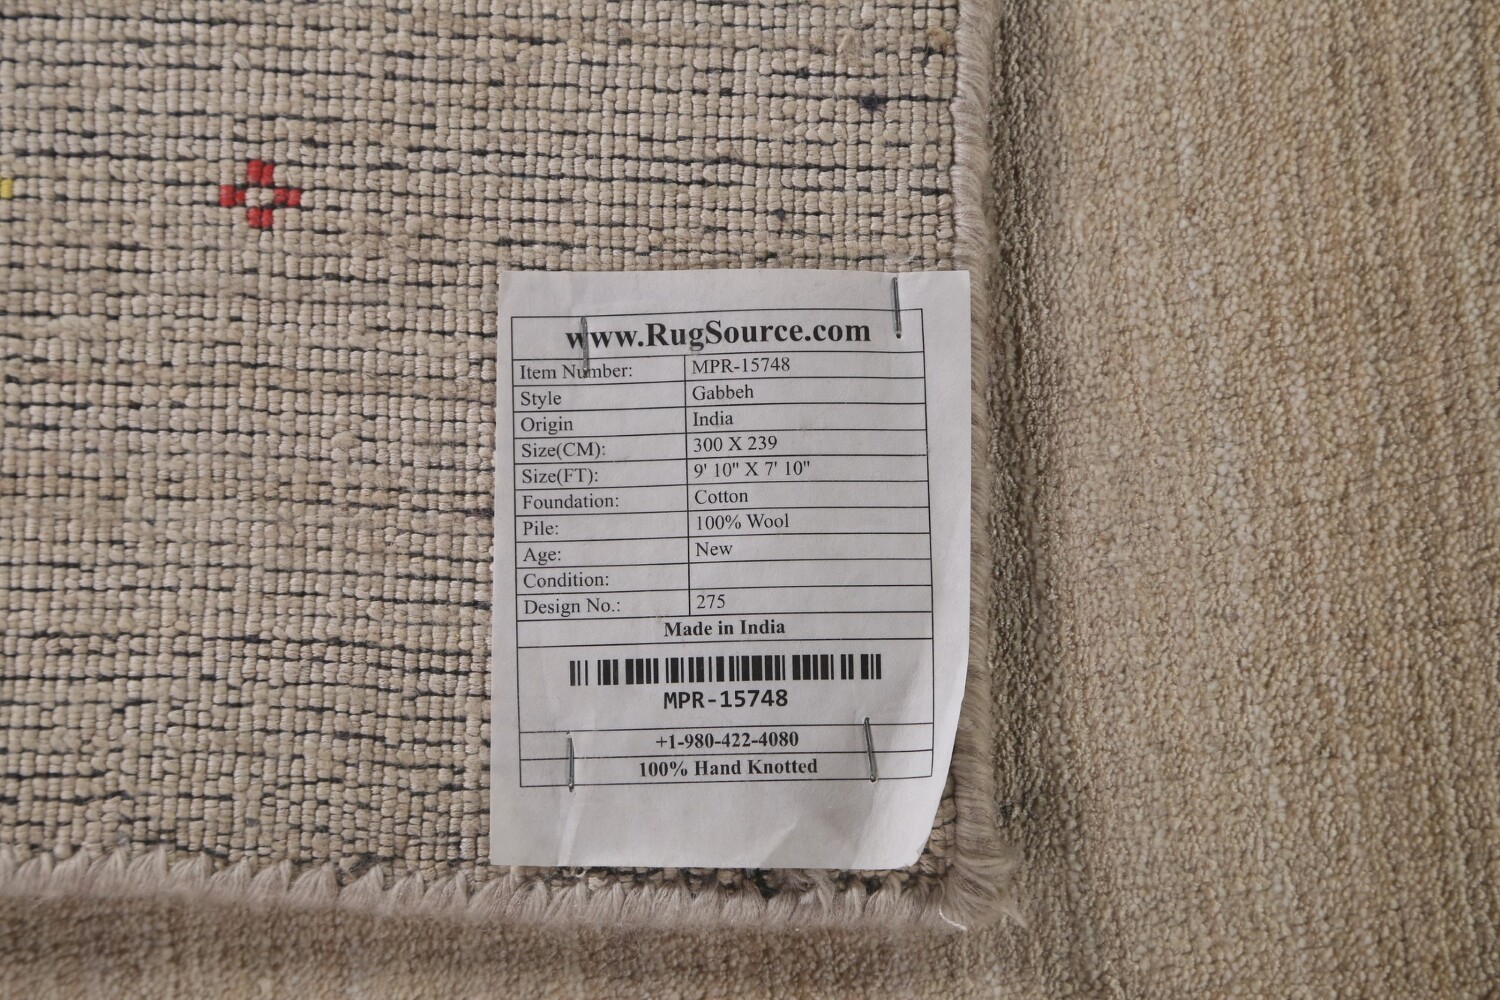 www.RugSource.com
Item Number: MPR-15748
Style Gabbeh
Origin India
Size(CM): 300 X 239
Size(FT): 9' 10" X 7' 10"
Foundation: Cotton
Pile: 100% Wool
Age: New
Condition:
Design No.: 275
Made in India
MPR-15748
+1-980-422-4080
100% Hand Knotted